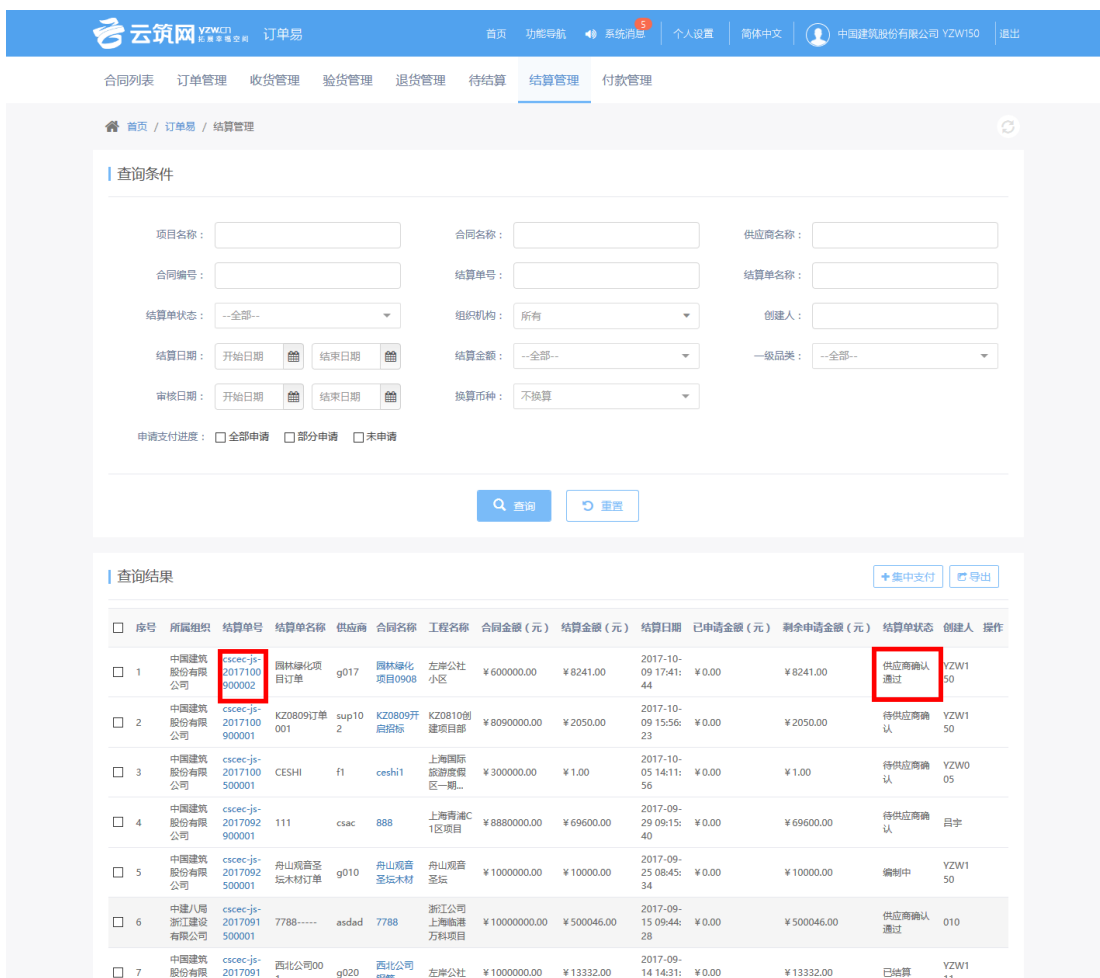 云筑网 YZW.CN 拓展幸福空间 订单易 首页 功能导航 系统消息 5 个人设置 简体中文 中国建筑股份有限公司 YZW150 退出
合同列表 订单管理 收货管理 验货管理 退货管理 待结算 结算管理 付款管理
首页 / 订单易 / 结算管理
查询条件
项目名称： 合同名称： 供应商名称：
合同编号： 结算单号： 结算单名称：
结算单状态： --全部-- 组织机构： 所有 创建人：
结算日期： 开始日期 结束日期 结算金额： --全部-- 一级品类： --全部--
审核日期： 开始日期 结束日期 换算币种： 不换算
申请支付进度： 全部申请 部分申请 未申请
查询 重置
查询结果 集中支付 导出
序号 所属组织 结算单号 结算单名称 供应商 合同名称 工程名称 合同金额（元） 结算金额（元） 结算日期 已申请金额（元） 剩余申请金额（元） 结算单状态 创建人 操作
1 中国建筑股份有限公司 cscec-js-2017100900002 园林绿化项目订单 g017 园林绿化项目0908 左岸公社小区 ¥600000.00 ¥8241.00 2017-10-09 17:41:44 ¥0.00 ¥8241.00 供应商确认通过 YZW150
2 中国建筑股份有限公司 cscec-js-2017100900001 KZ0809订单001 sup102 KZ0809开启招标 KZ0810创建项目部 ¥8090000.00 ¥2050.00 2017-10-09 15:56:23 ¥0.00 ¥2050.00 待供应商确认 YZW150
3 中国建筑股份有限公司 cscec-js-2017100500001 CESHI f1 ceshi1 上海国际旅游度假区一期... ¥300000.00 ¥1.00 2017-10-05 14:11:56 ¥0.00 ¥1.00 待供应商确认 YZW005
4 中国建筑股份有限公司 cscec-js-2017092900001 111 csac 888 上海青浦C1区项目 ¥8880000.00 ¥69600.00 2017-09-29 09:15:40 ¥0.00 ¥69600.00 待供应商确认 吕宇
5 中国建筑股份有限公司 cscec-js-2017092500001 舟山观音圣坛木材订单 g010 舟山观音圣坛木材 舟山观音圣坛 ¥1000000.00 ¥10000.00 2017-09-25 08:45:34 ¥0.00 ¥10000.00 编制中 YZW150
6 中建八局浙江建设有限公司 cscec-js-2017091500001 7788----- asdad 7788 浙江公司上海临港万科项目 ¥10000000.00 ¥500046.00 2017-09-15 09:44:28 ¥0.00 ¥500046.00 供应商确认通过 010
7 中国建筑股份有限 cscec-js-2017091 西北公司00 g020 西北公司 左岸公社 ¥1000000.00 ¥13332.00 2017-09-14 14:31: ¥0.00 ¥13332.00 已结算 YZW1